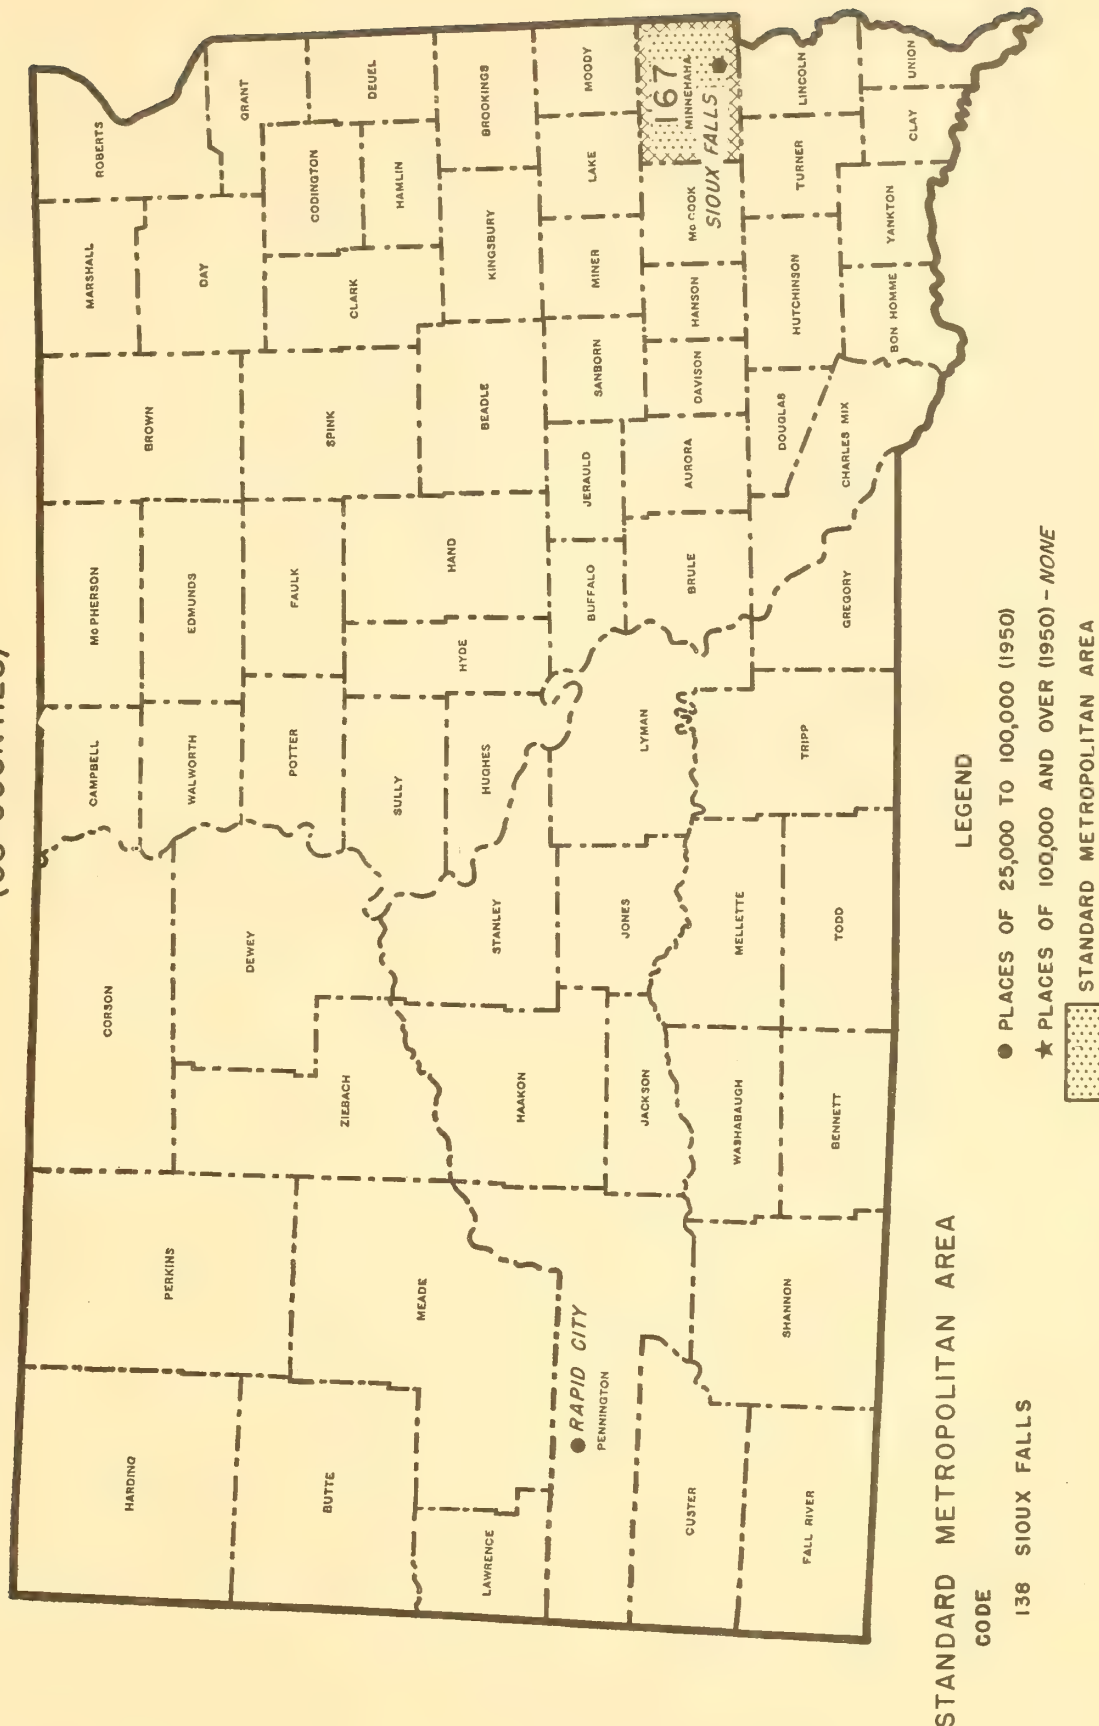 HARDING
PERKINS
CORSON
CAMPBELL
McPHERSON
BROWN
MARSHALL
ROBERTS
BUTTE
MEADE
ZIEBACH
DEWEY
WALWORTH
EDMUNDS
DAY
GRANT
POTTER
FAULK
SPINK
CLARK
CODINGTON
DEUEL
HAMLIN
LAWRENCE
HAAKON
STANLEY
SULLY
HUGHES
HYDE
HAND
BEADLE
KINGSBURY
BROOKINGS
RAPID CITY
PENNINGTON
JACKSON
JONES
LYMAN
BUFFALO
JERAULD
SANBORN
MINER
LAKE
MOODY
BRULE
AURORA
DAVISON
HANSON
McCOOK
167
MINNEHAHA
SIOUX FALLS
CUSTER
FALL RIVER
SHANNON
WASHABAUGH
BENNETT
MELLETTE
TODD
TRIPP
GREGORY
DOUGLAS
CHARLES MIX
HUTCHINSON
BON HOMME
TURNER
YANKTON
LINCOLN
CLAY
UNION
STANDARD METROPOLITAN AREA
CODE
138 SIOUX FALLS
LEGEND
● PLACES OF 25,000 TO 100,000 (1950)
★ PLACES OF 100,000 AND OVER (1950) – NONE
STANDARD METROPOLITAN AREA